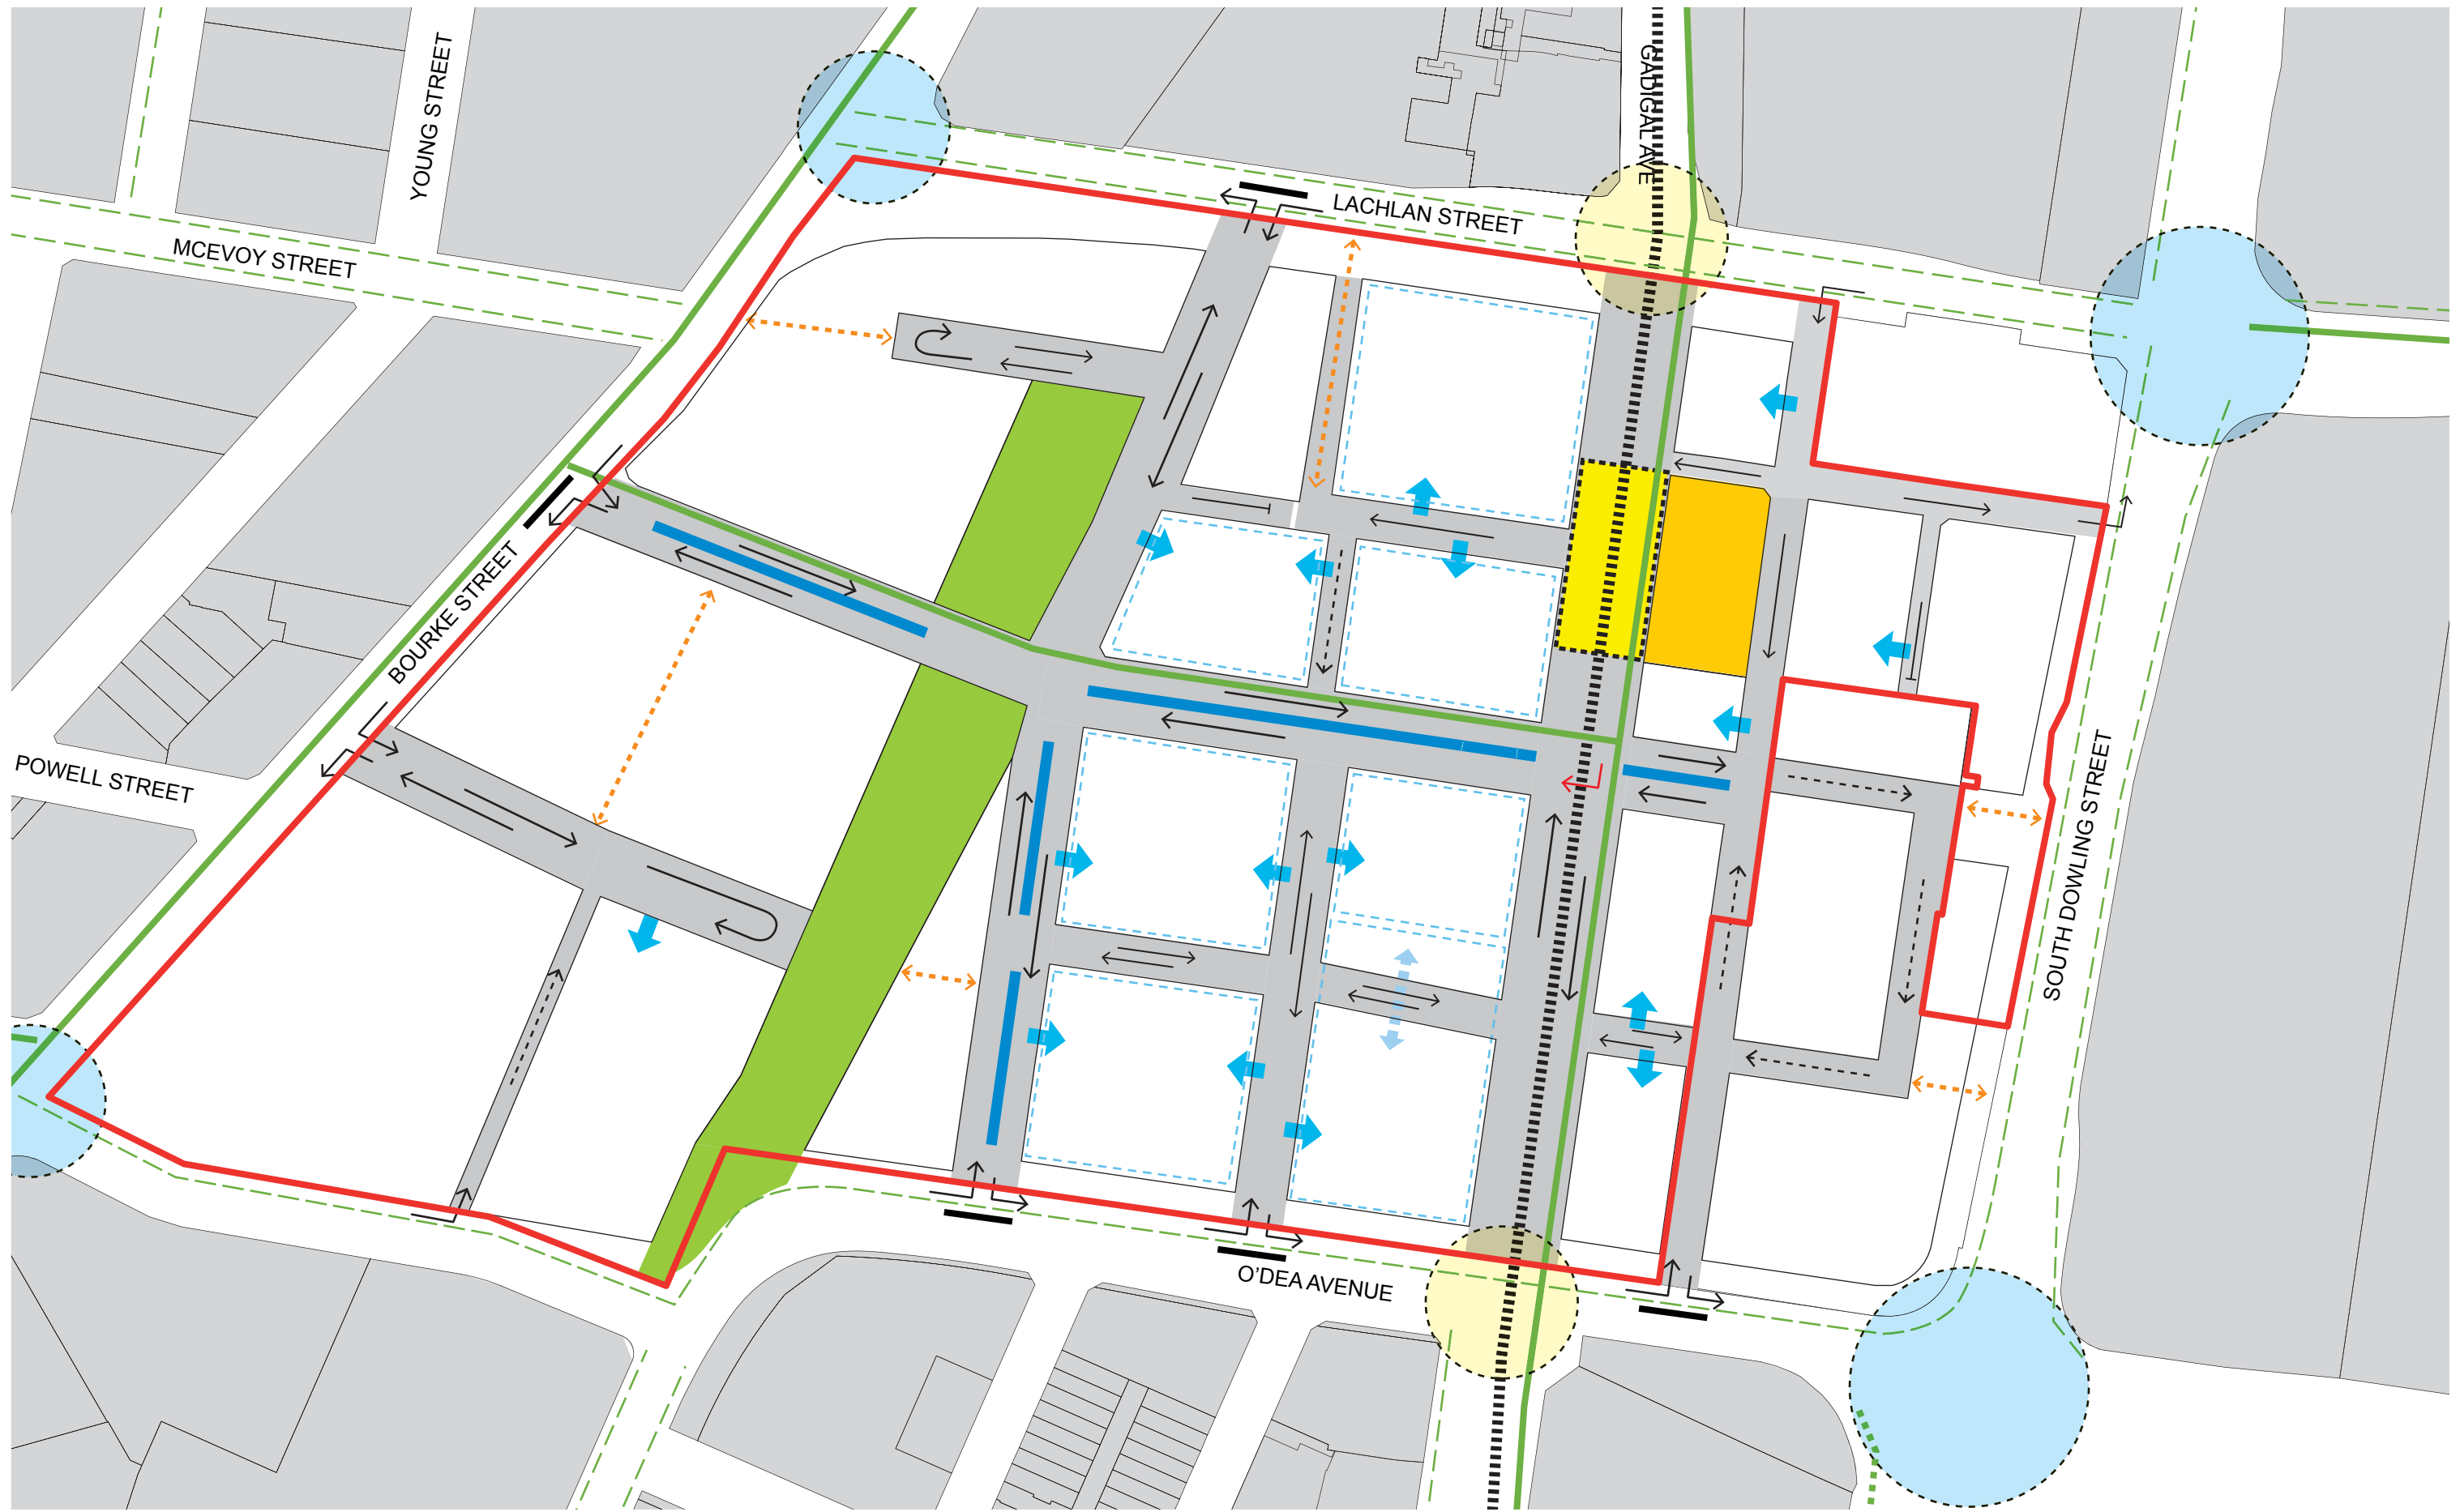 YOUNG STREET
GADIGAL AVE
LACHLAN STREET
MCEVOY STREET
BOURKE STREET
POWELL STREET
SOUTH DOWLING STREET
O'DEA AVENUE